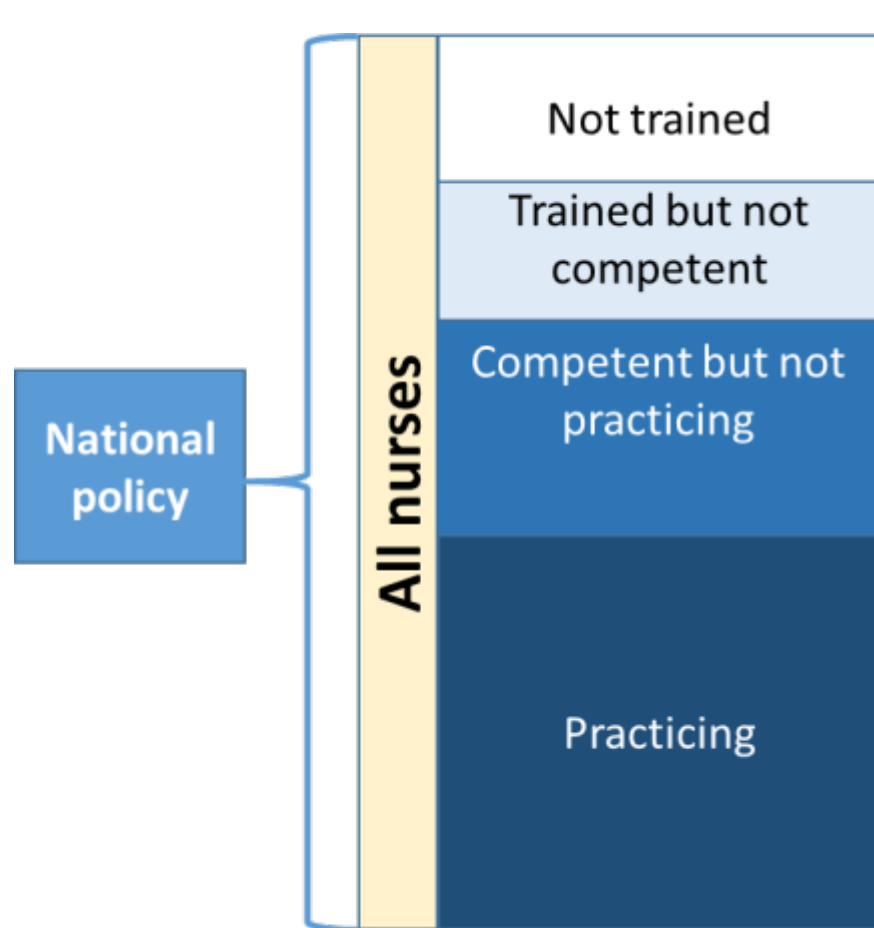 National
policy
All nurses
Not trained
Trained but not
competent
Competent but not
practicing
Practicing